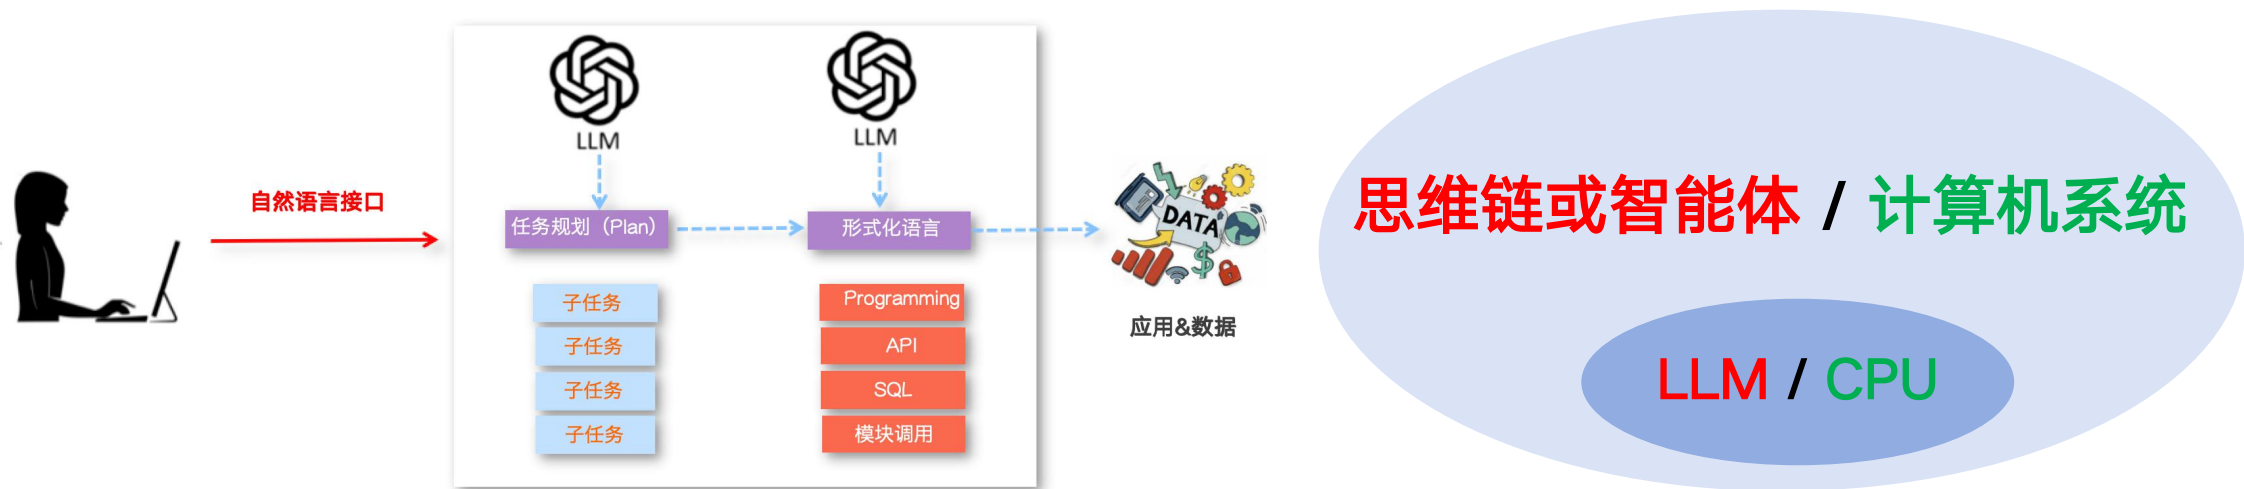 自然语言接口
LLM
LLM
任务规划（Plan）
形式化语言
子任务
子任务
子任务
子任务
Programming
API
SQL
模块调用
DATA
应用&数据
思维链或智能体 / 计算机系统
LLM / CPU